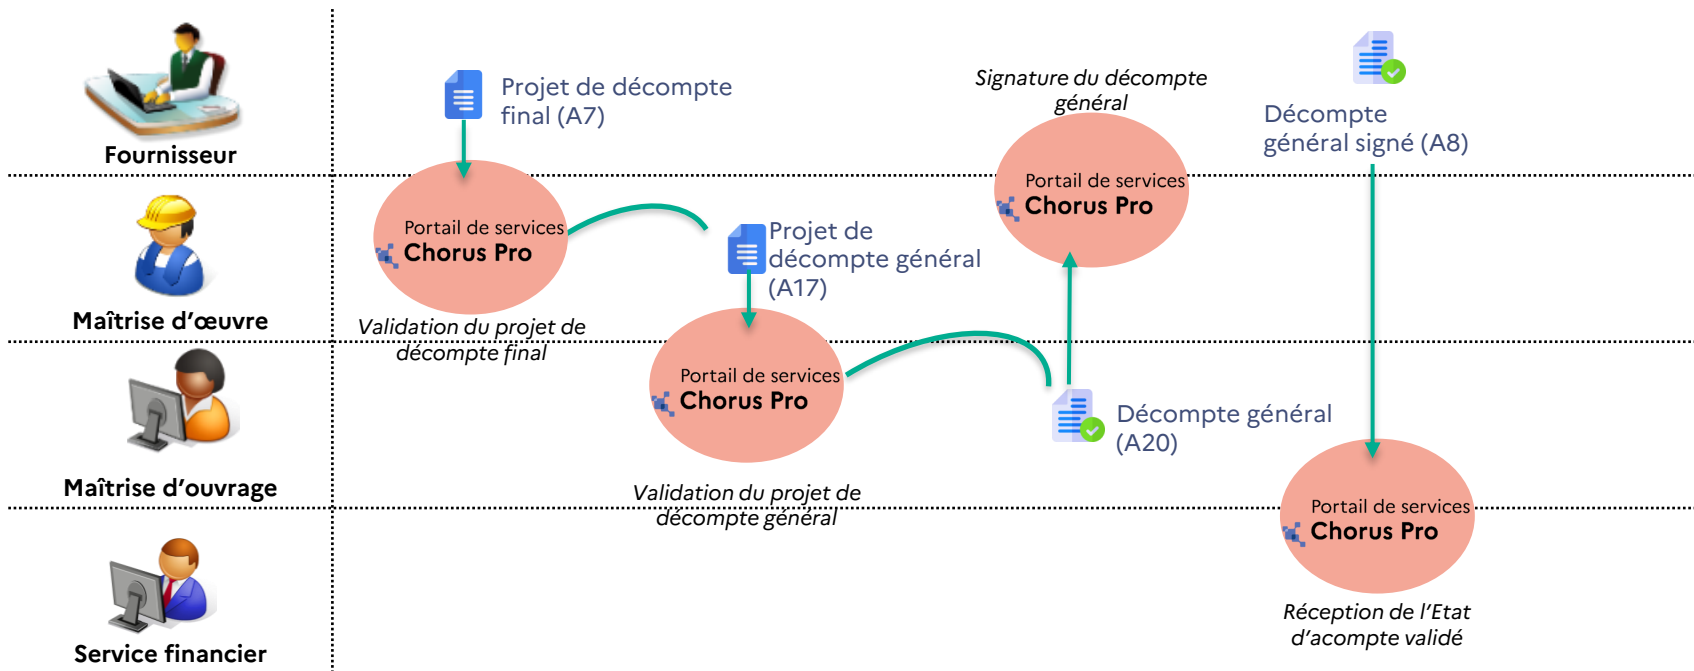 Fournisseur
Projet de décompte
final (A7)
Signature du décompte
général
Décompte
général signé (A8)
Portail de services
Chorus Pro
Maîtrise d'œuvre
Portail de services
Chorus Pro
Validation du projet de
décompte final
Projet de
décompte général
(A17)
Portail de services
Chorus Pro
Maîtrise d'ouvrage
Validation du projet de
décompte général
Décompte général
(A20)
Portail de services
Chorus Pro
Service financier
Réception de l'Etat
d'acompte validé